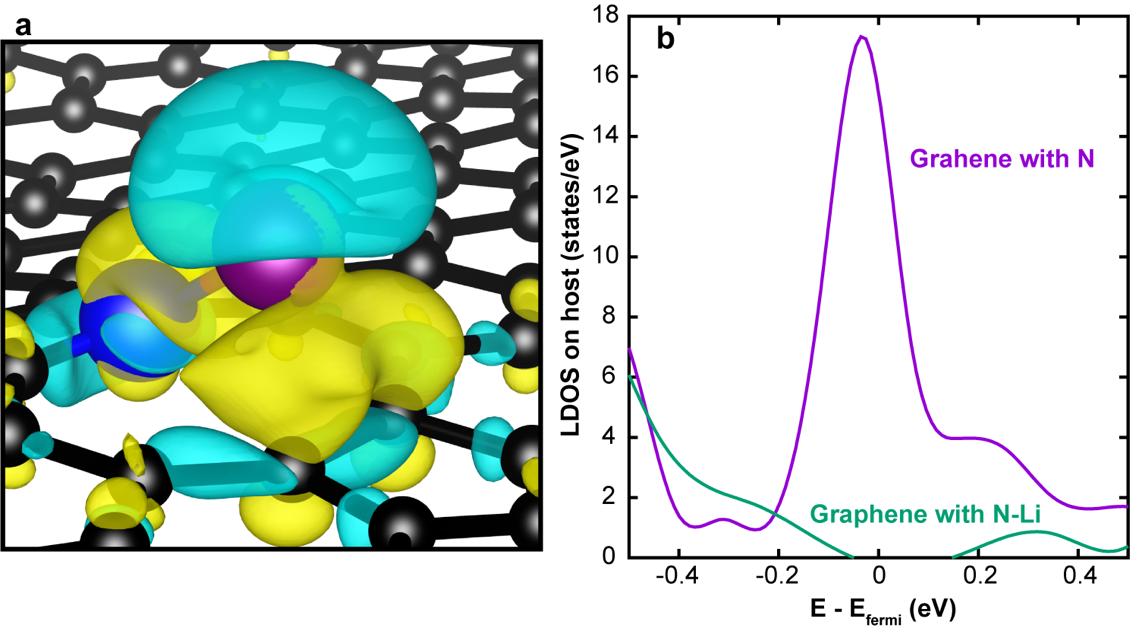 a
b
18
16
14
12
10
8
6
4
2
0
LDOS on host (states/eV)
Grahene with N
Graphene with N-Li
-0.4
-0.2
0
0.2
0.4
E - Efermi (eV)